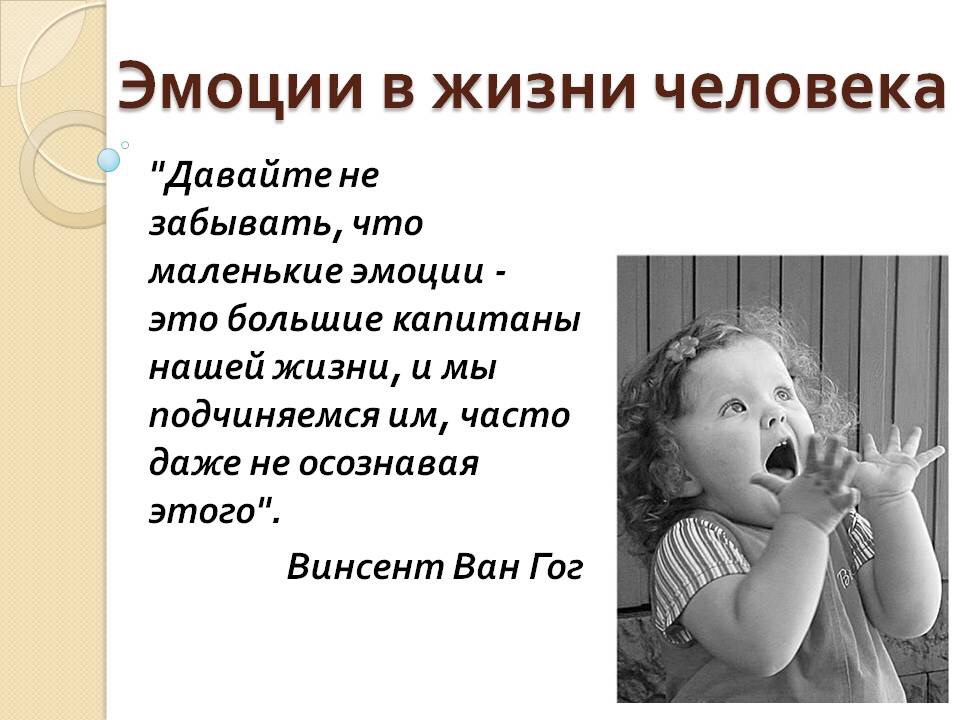 Эмоции в жизни человека
"Давайте не
забывать, что
маленькие эмоции -
это большие капитаны
нашей жизни, и мы
подчиняемся им, часто
даже не осознавая
этого".
Винсент Ван Гог